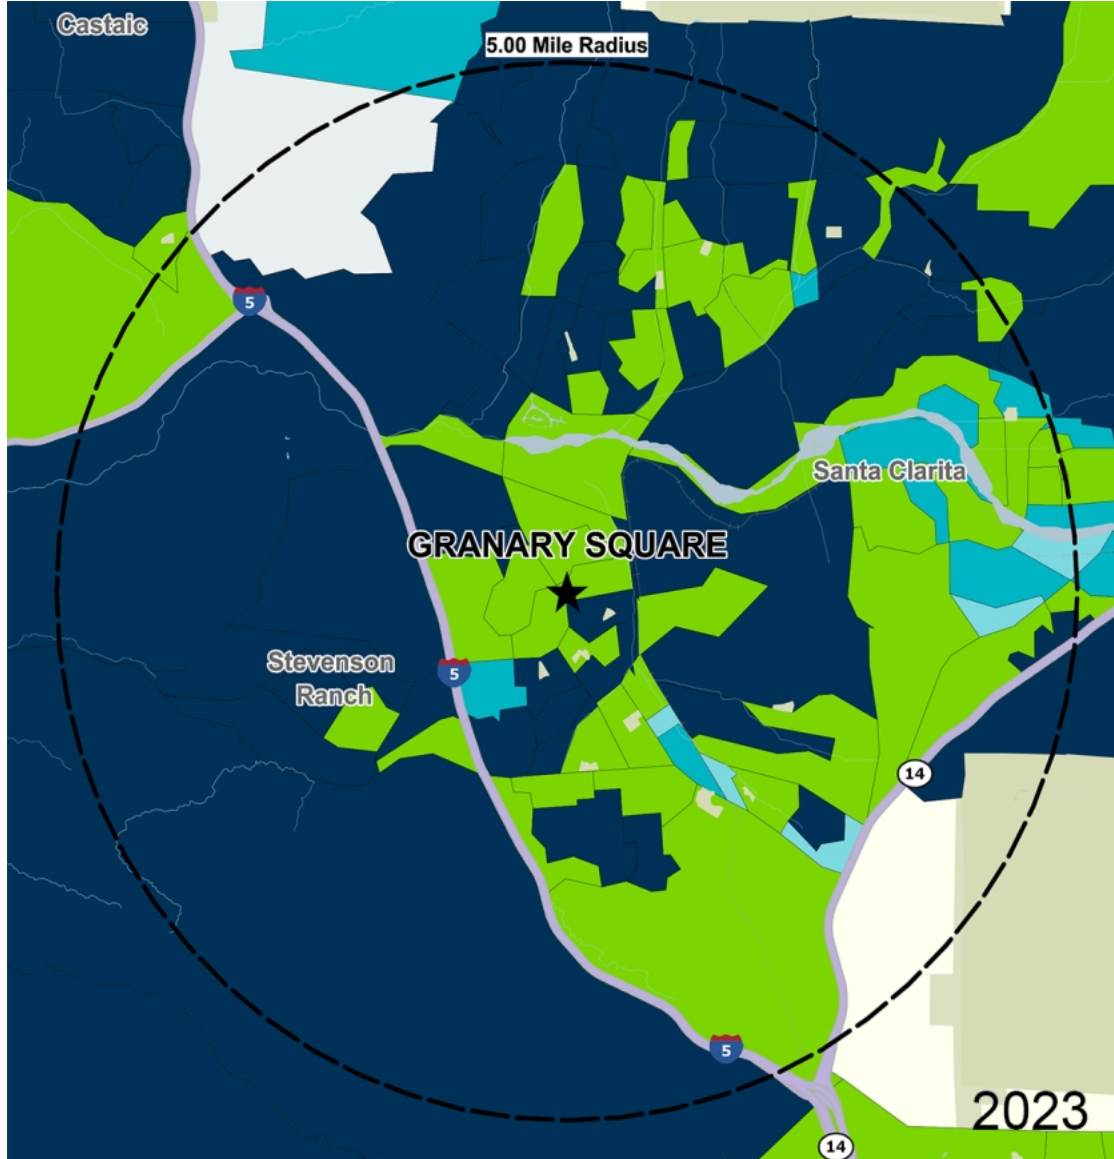 Castaic
5.00 Mile Radius
5
Santa Clarita
GRANARY SQUARE
Stevenson
Ranch
5
14
5
2023
14